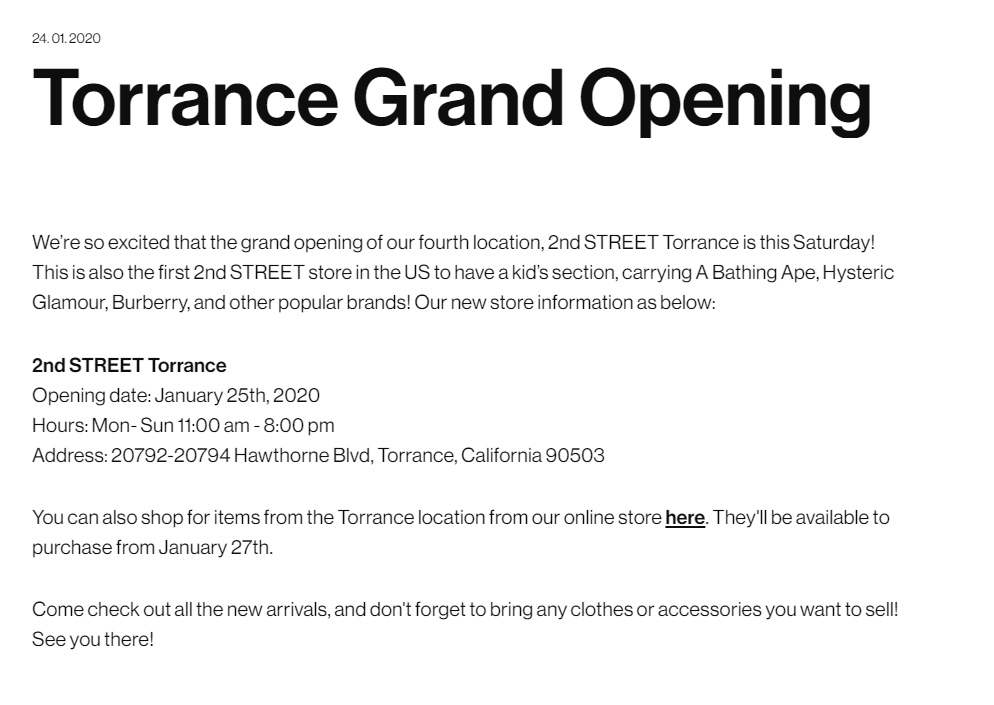 24.01.2020
Torrance Grand Opening
We’re so excited that the grand opening of our fourth location, 2nd STREET Torrance is this Saturday!
This is also the first 2nd STREET store in the US to have a kid’s section, carrying A Bathing Ape, Hysteric
Glamour, Burberry, and other popular brands! Our new store information as below:
2nd STREET Torrance
Opening date: January 25th, 2020
Hours: Mon- Sun 11:00 am - 8:00 pm
Address: 20792-20794 Hawthorne Blvd, Torrance, California 90503
You can also shop for items from the Torrance location from our online store here. They'll be available to
purchase from January 27th.
Come check out all the new arrivals, and don't forget to bring any clothes or accessories you want to sell!
See you there!